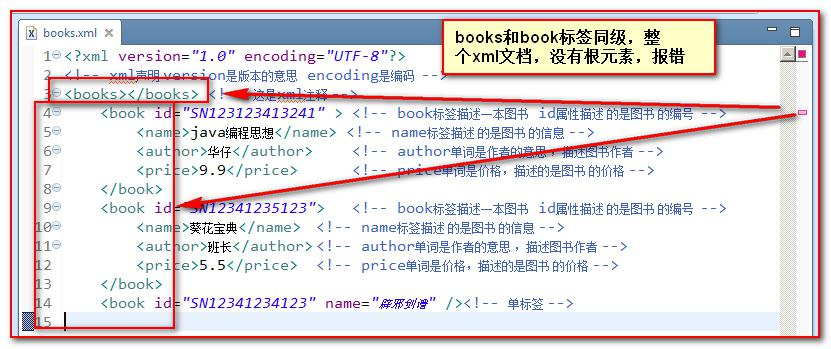 books.xml
books和book标签同级，整
个xml文档，没有根元素，报错
1 <?xml version="1.0" encoding="UTF-8"?>
2 <!-- xml声明 version是版本的意思 encoding是编码 -->
3 <books></books> <!-- 这是xml注释 -->
4 <book id="SN123123413241" > <!-- book标签描述一本图书 id属性描述 的是图书 的编号 -->
5 <name>java编程思想</name> <!-- name标签描述 的是图书 的信息 -->
6 <author>华仔</author> <!-- author单词是作者的意思 ，描述图书作者 -->
7 <price>9.9</price> <!-- price单词是价格，描述的是图书 的价格 -->
8 </book>
9 <book id="SN12341235123"> <!-- book标签描述一本图书 id属性描述 的是图书 的编号 -->
10 <name>葵花宝典</name> <!-- name标签描述 的是图书 的信息 -->
11 <author>班长</author><!-- author单词是作者的意思 ，描述图书作者 -->
12 <price>5.5</price> <!-- price单词是价格，描述的是图书 的价格 -->
13 </book>
14 <book id="SN12341234123" name="辟邪剑谱" /><!-- 单标签 -->
15